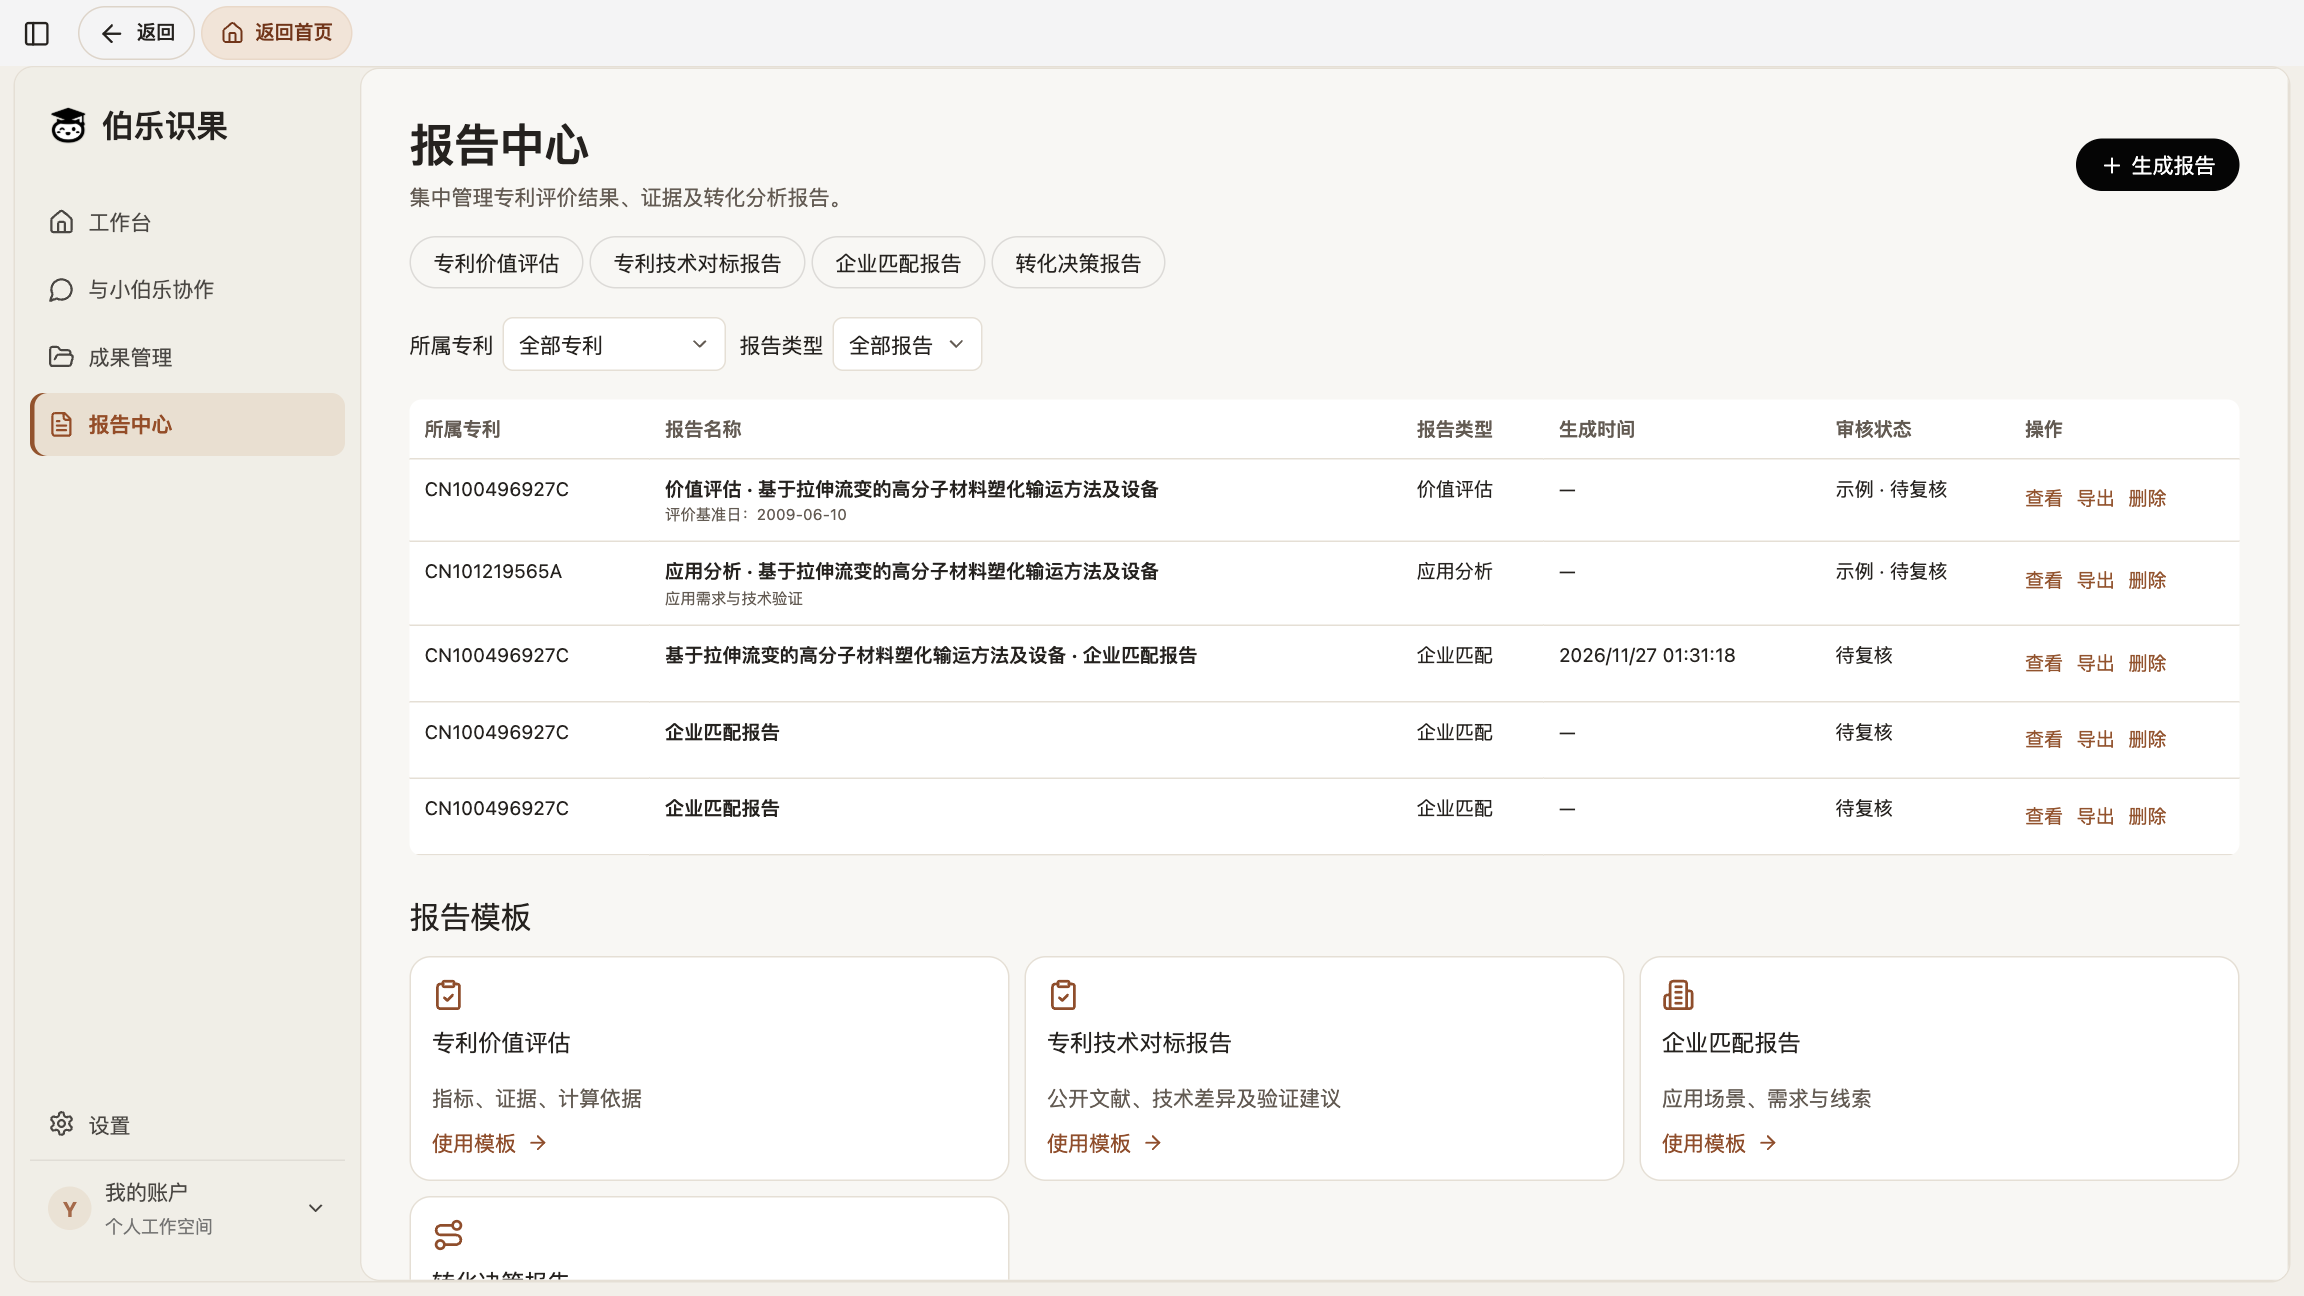 返回
返回首页
伯乐识果
工作台
与小伯乐协作
成果管理
报告中心
设置
Y
我的账户
个人工作空间
报告中心
集中管理专利评价结果、证据及转化分析报告。
生成报告
专利价值评估 专利技术对标报告 企业匹配报告 转化决策报告
所属专利 全部专利 报告类型 全部报告
所属专利 报告名称 报告类型 生成时间 审核状态 操作
CN100496927C 价值评估 · 基于拉伸流变的高分子材料塑化输运方法及设备 价值评估 — 示例 · 待复核 查看 导出 删除
评价基准日：2009-06-10
CN101219565A 应用分析 · 基于拉伸流变的高分子材料塑化输运方法及设备 应用分析 — 示例 · 待复核 查看 导出 删除
应用需求与技术验证
CN100496927C 基于拉伸流变的高分子材料塑化输运方法及设备 · 企业匹配报告 企业匹配 2026/11/27 01:31:18 待复核 查看 导出 删除
CN100496927C 企业匹配报告 企业匹配 — 待复核 查看 导出 删除
CN100496927C 企业匹配报告 企业匹配 — 待复核 查看 导出 删除
报告模板
专利价值评估
指标、证据、计算依据
使用模板
专利技术对标报告
公开文献、技术差异及验证建议
使用模板
企业匹配报告
应用场景、需求与线索
使用模板
转化决策报告